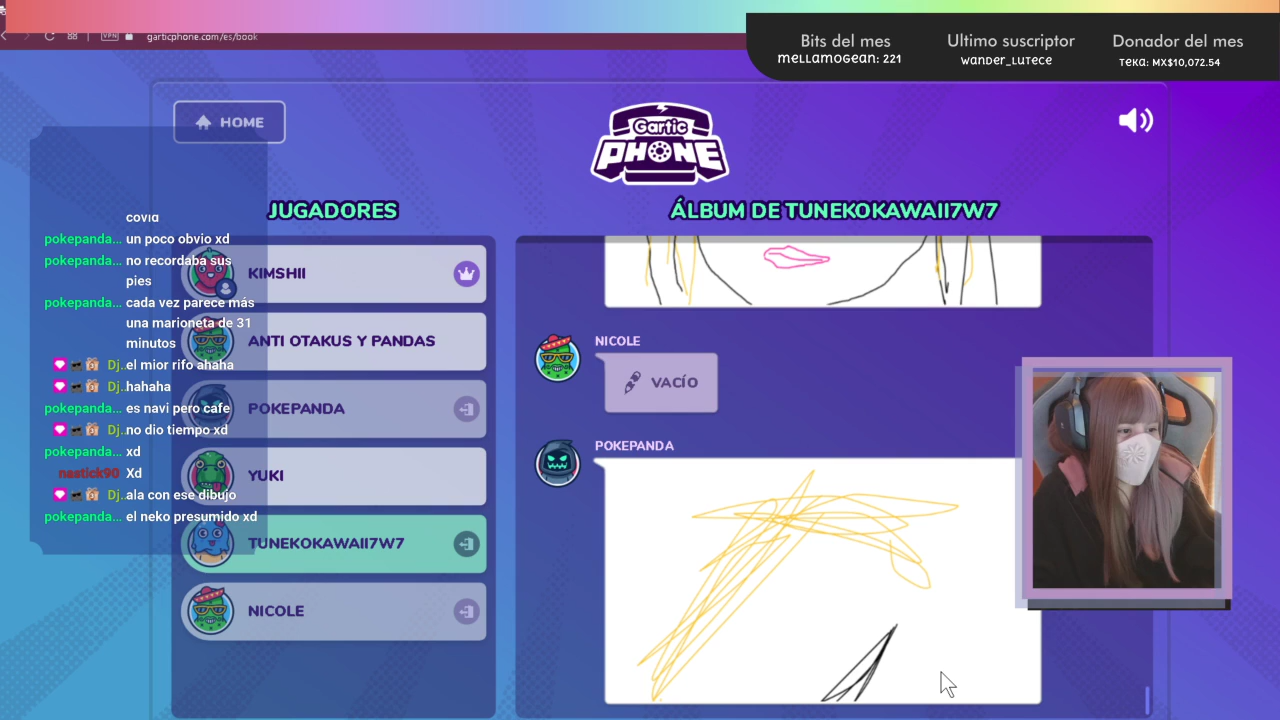 garticphone.com/es/book
VPN
Bits del mes
mellamogean: 221
Ultimo suscriptor
wander_lutece
Donador del mes
Teka: MX$10,072.54
HOME
Gartic
PHONE
JUGADORES
KIMSHII
ANTI OTAKUS Y PANDAS
POKEPANDA
YUKI
TUNEKOKAWAII7W7
NICOLE
covid
pokepanda... un poco obvio xd
pokepanda... no recordaba sus
pies
pokepanda... cada vez parece más
una marioneta de 31
minutos
Dj..el mior rifo ahaha
Dj..hahaha
pokepanda... es navi pero cafe
Dj..no dio tiempo xd
pokepanda... xd
nastick90 Xd
Dj..ala con ese dibujo
pokepanda... el neko presumido xd
ÁLBUM DE TUNEKOKAWAII7W7
NICOLE
VACÍO
POKEPANDA